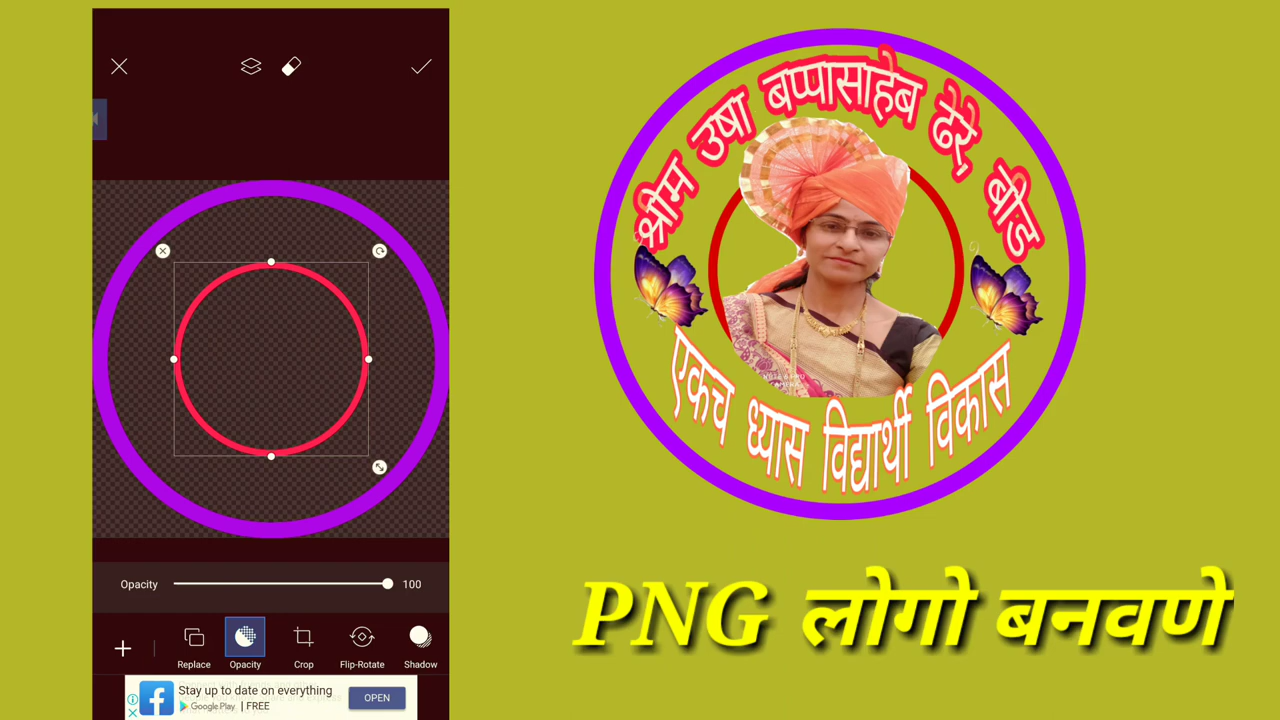 Opacity 100
Replace Opacity Crop Flip-Rotate Shadow
Stay up to date on everything
Google Play | FREE
OPEN
श्रीम उषा बप्पासाहेब ढेरे, बीड
एकच ध्यास विद्यार्थी विकास
PNG लोगो बनवणे